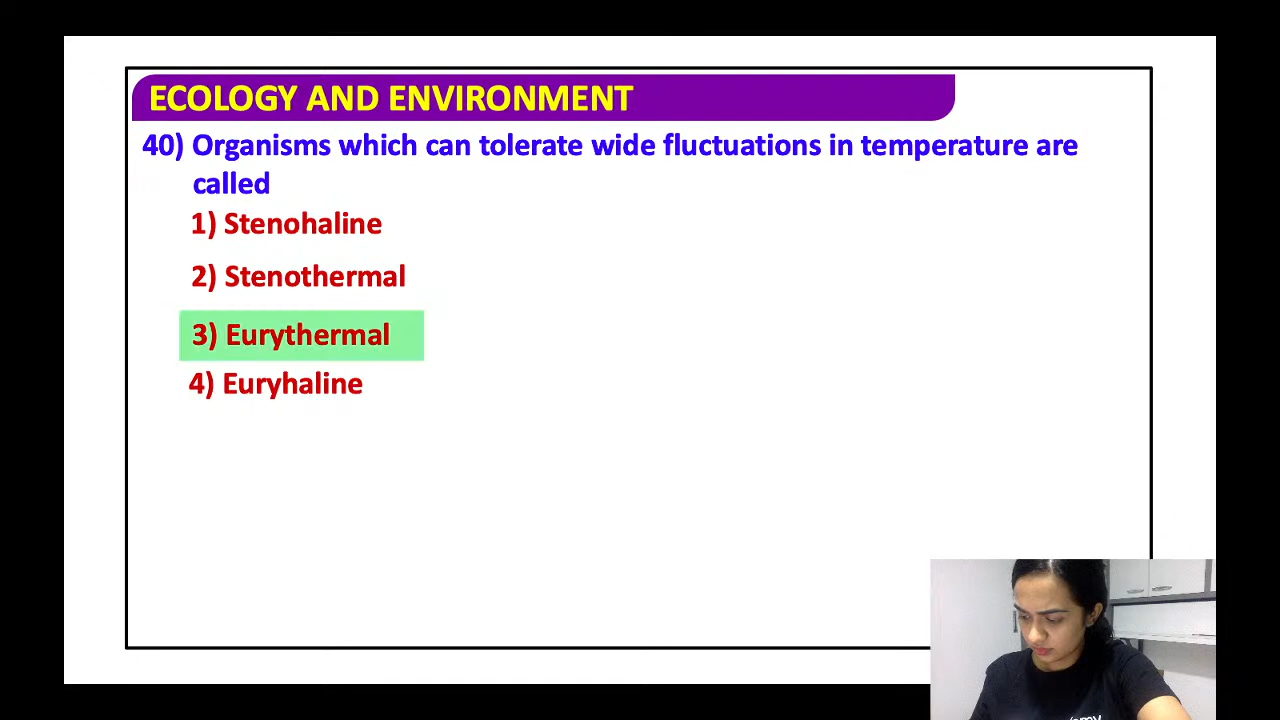 ECOLOGY AND ENVIRONMENT
40) Organisms which can tolerate wide fluctuations in temperature are
called
1) Stenohaline
2) Stenothermal
3) Eurythermal
4) Euryhaline